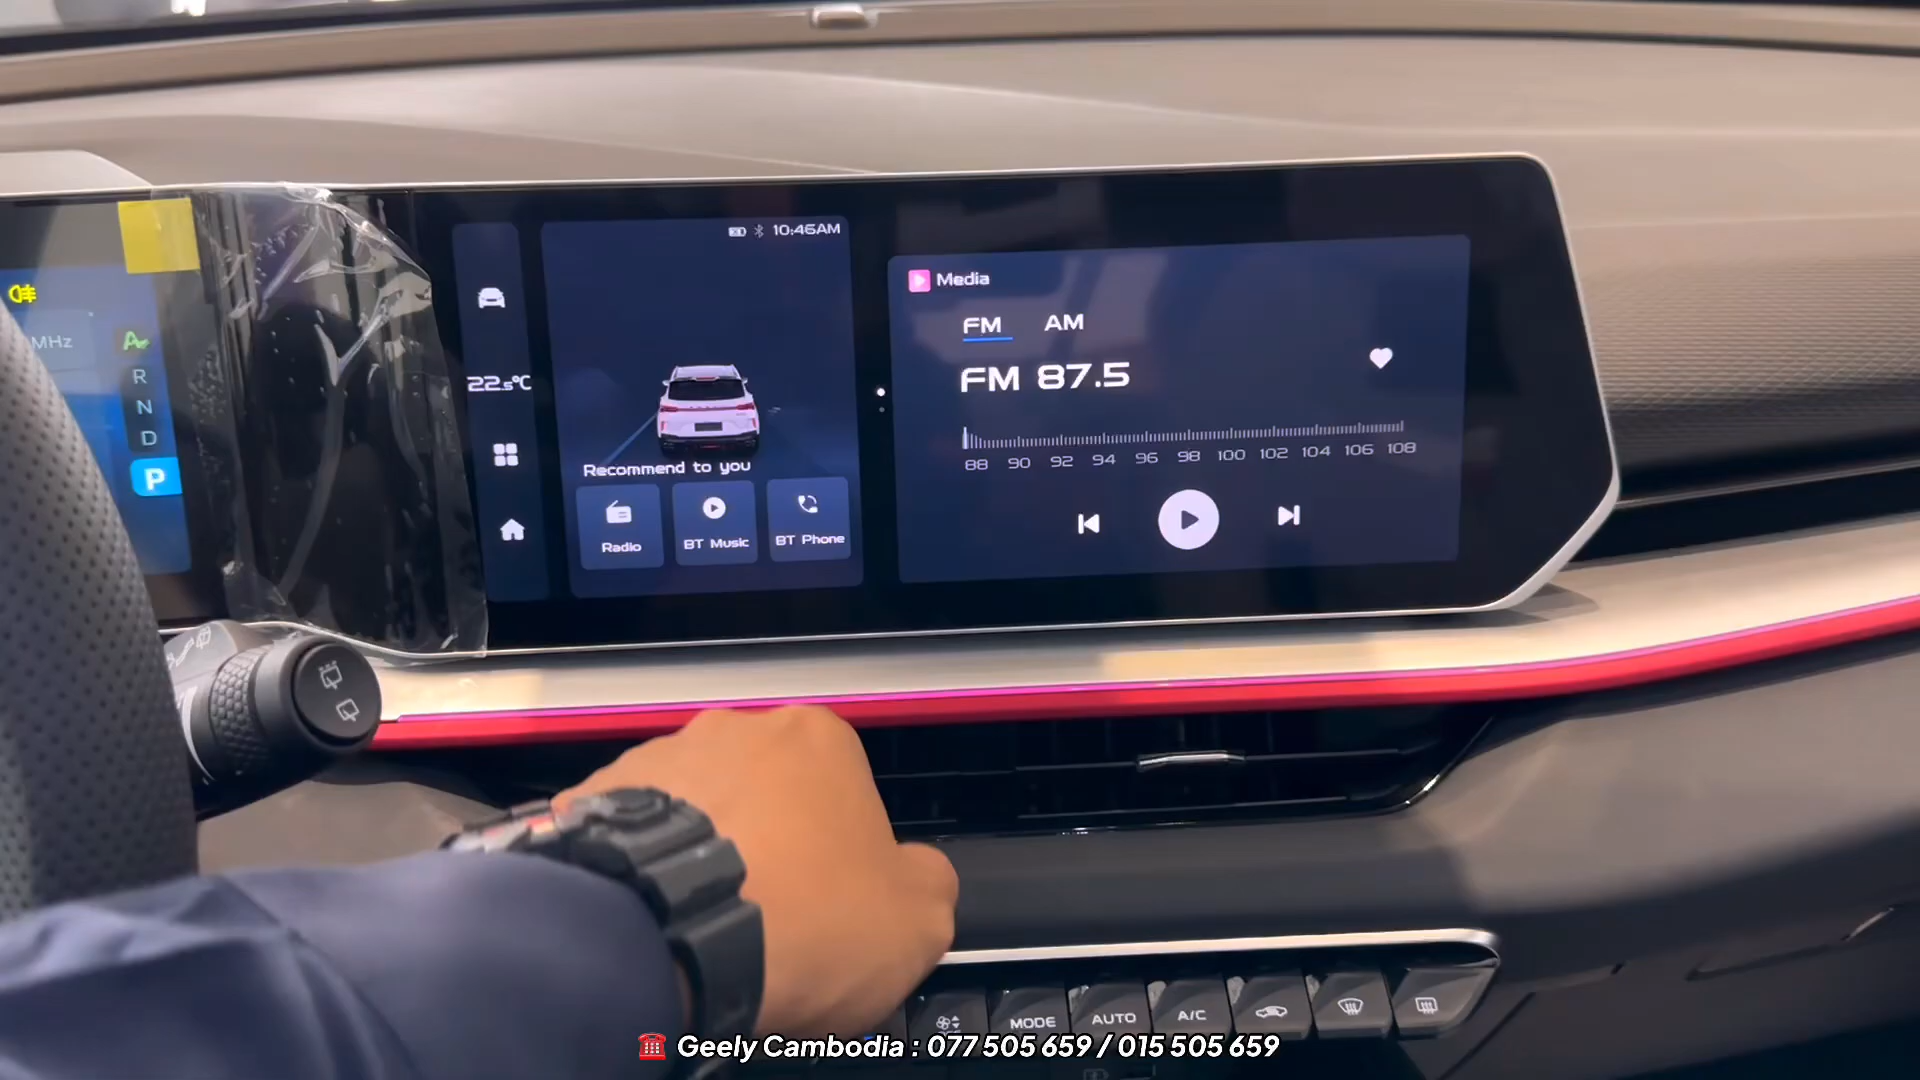 MHz
A
R
N
D
P
22.5°C
10:46AM
Recommend to you
Radio
BT Music
BT Phone
Media
FM AM
FM 87.5
88 90 92 94 96 98 100 102 104 106 108
MODE AUTO A/C
☎️ Geely Cambodia : 077 505 659 / 015 505 659